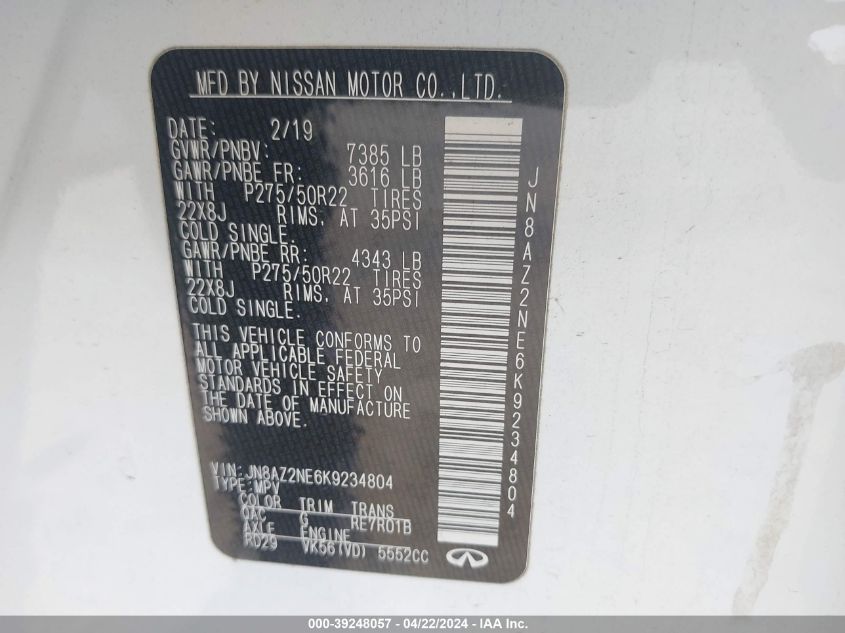 MFD BY NISSAN MOTOR CO.,LTD.
DATE: 2/19
GVWR/PNBV: 7385 LB
GAWR/PNBE FR: 3616 LB
WITH P275/50R22 TIRES
22X8J RIMS, AT 35PSI
COLD SINGLE.
GAWR/PNBE RR: 4343 LB
WITH P275/50R22 TIRES
22X8J RIMS, AT 35PSI
COLD SINGLE.
THIS VEHICLE CONFORMS TO
ALL APPLICABLE FEDERAL
MOTOR VEHICLE SAFETY
STANDARDS IN EFFECT ON
THE DATE OF MANUFACTURE
SHOWN ABOVE.
VIN: JN8AZ2NE6K9234804
TYPE: MPV
COLOR TRIM TRANS
QAC G RE7R01B
AXLE ENGINE
RD29 VK56(VD) 5552CC
JN8AZ2NE6K9234804
000-39248057 / 04/22/2024 - IAA Inc.